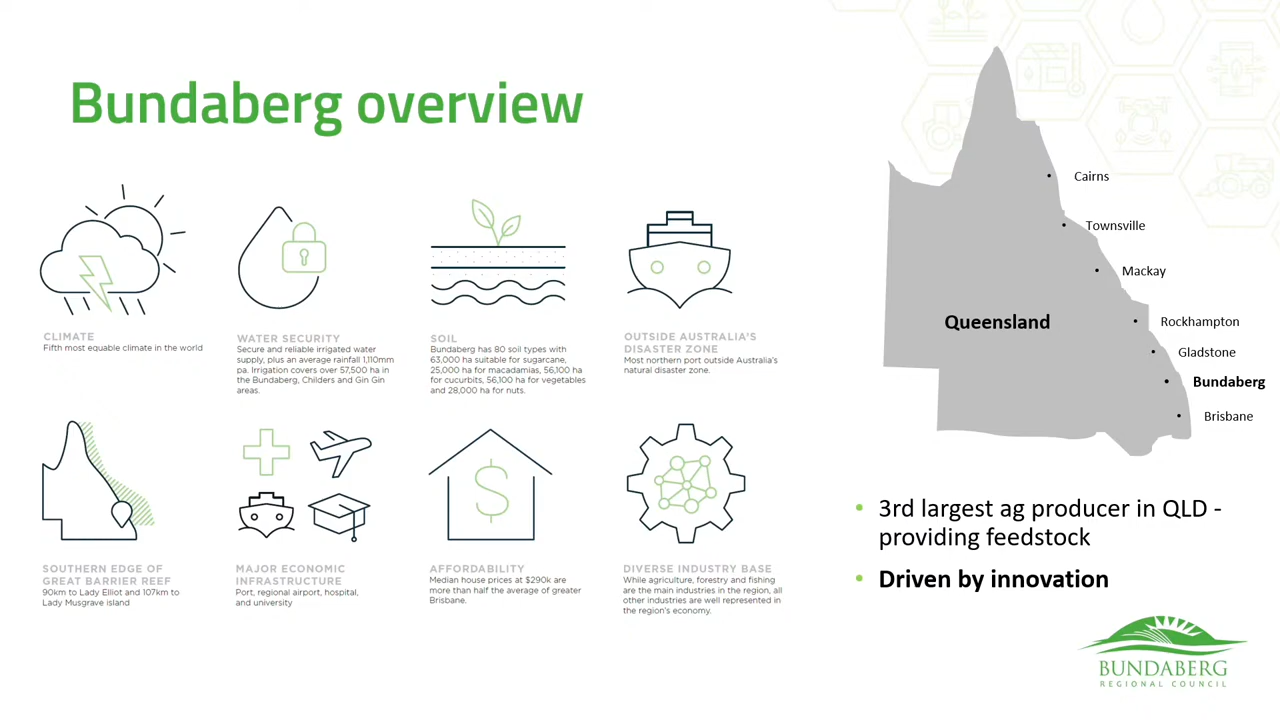 Bundaberg overview
CLIMATE
Fifth most equable climate in the world
WATER SECURITY
Secure and reliable irrigated water
supply, plus an average rainfall 1,110mm
pa. Irrigation covers over 57,500 ha in
the Bundaberg, Childers and Gin Gin
areas.
SOIL
Bundaberg has 80 soil types with
63,000 ha suitable for sugarcane,
25,000 ha for macadamias, 56,100 ha
for cucurbits, 56,100 ha for vegetables
and 28,000 ha for nuts.
OUTSIDE AUSTRALIA'S
DISASTER ZONE
Most northern port outside Australia's
natural disaster zone.
SOUTHERN EDGE OF
GREAT BARRIER REEF
90km to Lady Elliot and 107km to
Lady Musgrave island
MAJOR ECONOMIC
INFRASTRUCTURE
Port, regional airport, hospital,
and university
AFFORDABILITY
Median house prices at $290k are
more than half the average of greater
Brisbane.
DIVERSE INDUSTRY BASE
While agriculture, forestry and fishing
are the main industries in the region, all
other industries are well represented in
the region's economy.
Cairns
Townsville
Mackay
Queensland
Rockhampton
Gladstone
Bundaberg
Brisbane
• 3rd largest ag producer in QLD -
providing feedstock
• Driven by innovation
BUNDABERG
REGIONAL COUNCIL